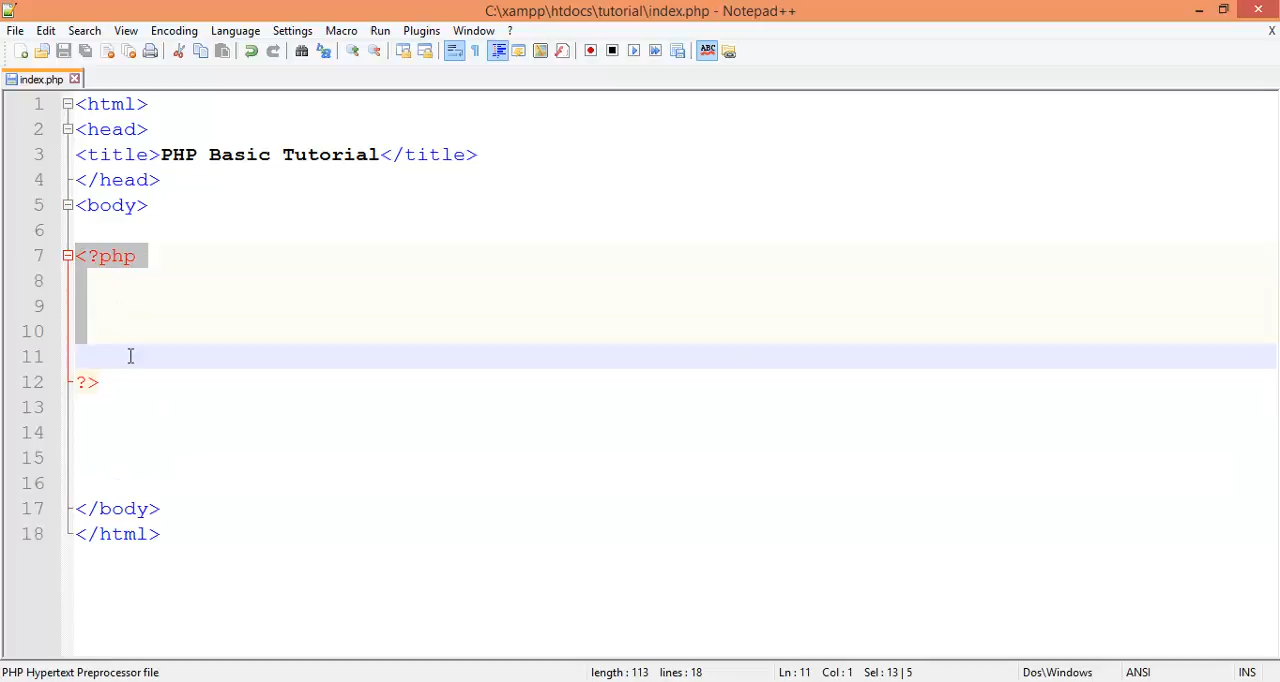 C:\xampp\htdocs\tutorial\index.php - Notepad++
File Edit Search View Encoding Language Settings Macro Run Plugins Window ? X
ABC
index.php
1 <html>
2 <head>
3 <title>PHP Basic Tutorial</title>
4 </head>
5 <body>
6
7 <?php
8
9
10
11
12 ?>
13
14
15
16
17 </body>
18 </html>
PHP Hypertext Preprocessor file length : 113 lines : 18 Ln : 11 Col : 1 Sel : 13 | 5 Dos\Windows ANSI INS